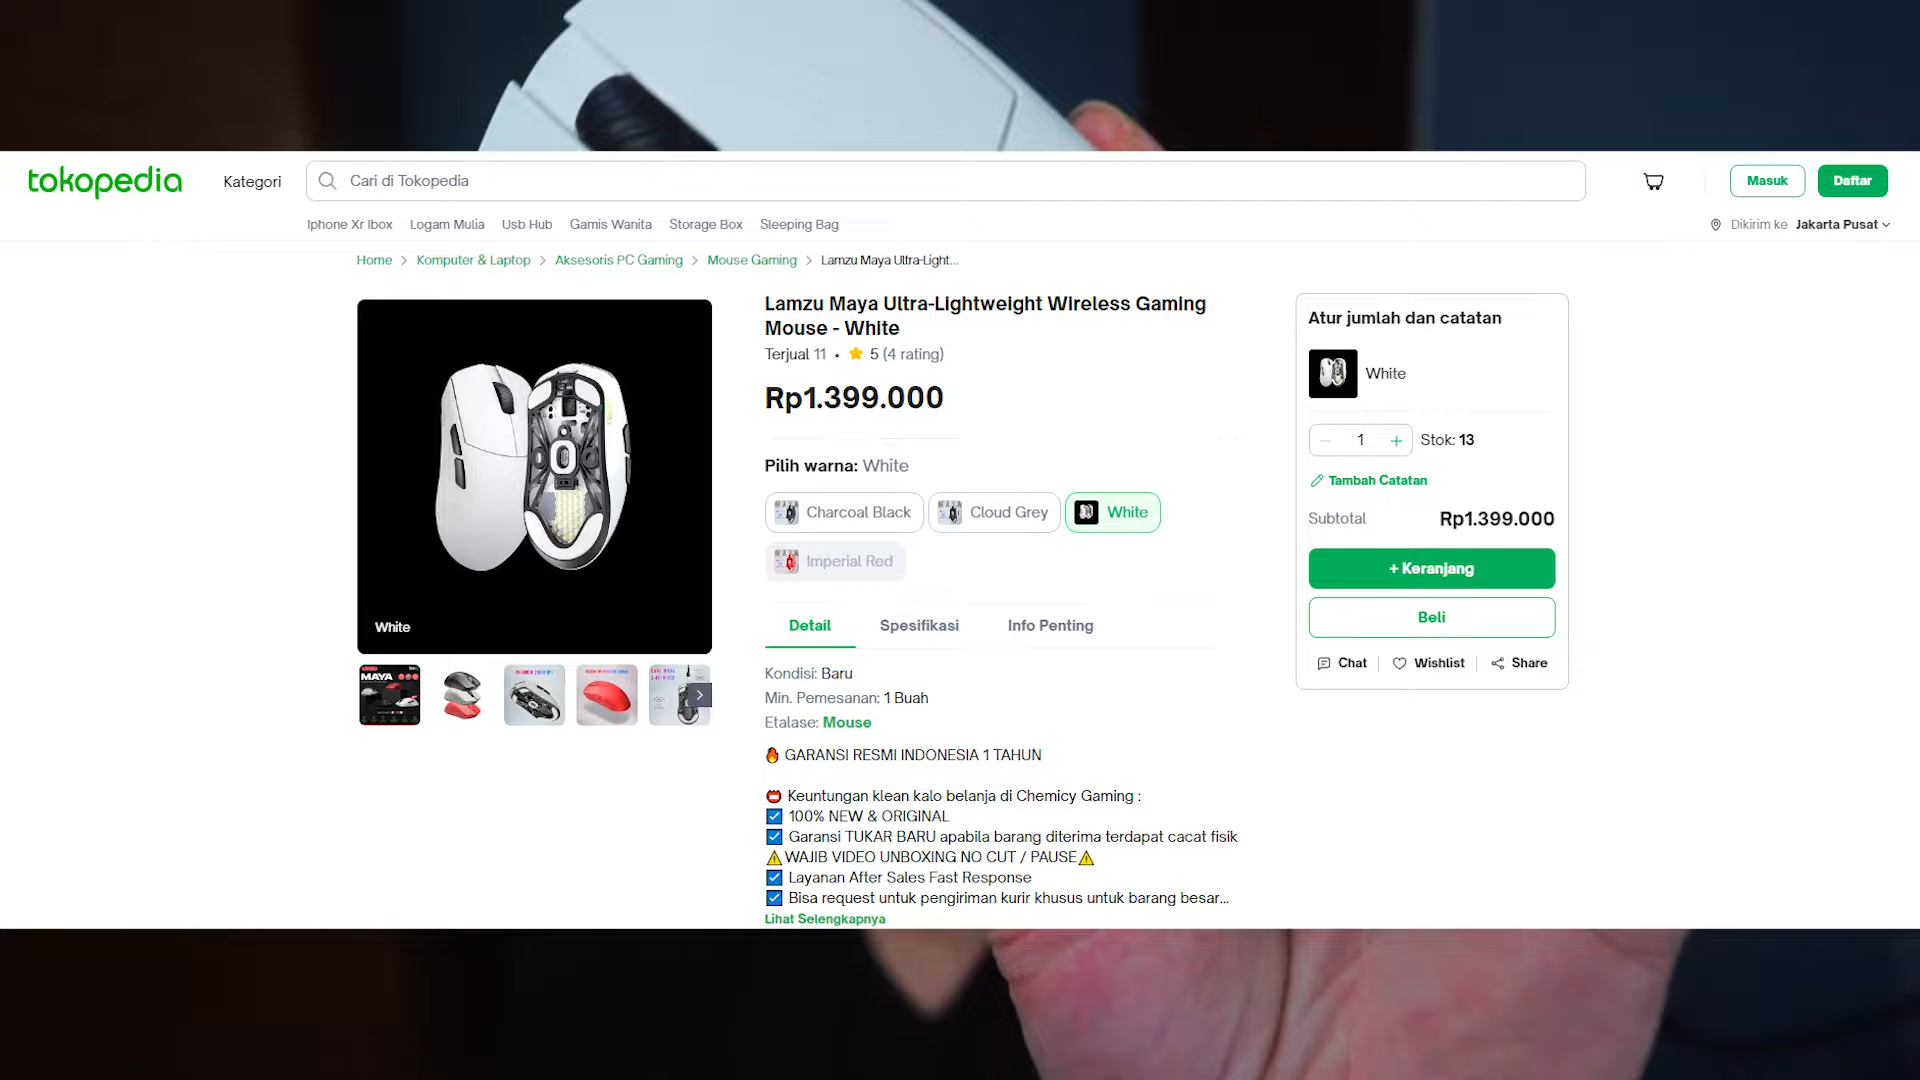 tokopedia
Kategori
Cari di Tokopedia
Masuk
Daftar
Iphone Xr Ibox
Logam Mulia
Usb Hub
Gamis Wanita
Storage Box
Sleeping Bag
Dikirim ke Jakarta Pusat
Home
Komputer & Laptop
Aksesoris PC Gaming
Mouse Gaming
Lamzu Maya Ultra-Light...
White
MAYA
Lamzu Maya Ultra-Lightweight Wireless Gaming
Mouse - White
Terjual 11 • 5 (4 rating)
Rp1.399.000
Pilih warna: White
Charcoal Black
Cloud Grey
White
Imperial Red
Detail
Spesifikasi
Info Penting
Kondisi: Baru
Min. Pemesanan: 1 Buah
Etalase: Mouse
🔥 GARANSI RESMI INDONESIA 1 TAHUN
📛 Keuntungan klean kalo belanja di Chemicy Gaming :
☑️ 100% NEW & ORIGINAL
☑️ Garansi TUKAR BARU apabila barang diterima terdapat cacat fisik
⚠️WAJIB VIDEO UNBOXING NO CUT / PAUSE⚠️
☑️ Layanan After Sales Fast Response
☑️ Bisa request untuk pengiriman kurir khusus untuk barang besar...
Lihat Selengkapnya
Atur jumlah dan catatan
White
1
Stok: 13
Tambah Catatan
Subtotal
Rp1.399.000
+ Keranjang
Beli
Chat
Wishlist
Share